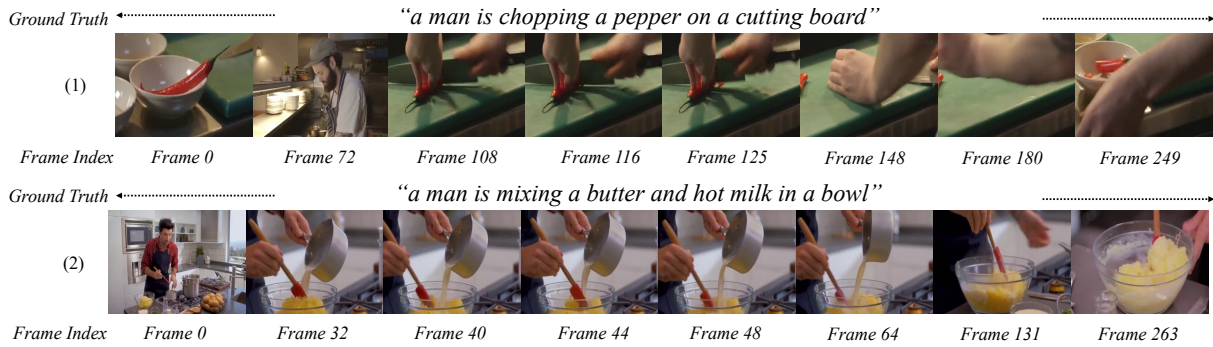 Ground Truth "a man is chopping a pepper on a cutting board"
(1)
Frame Index Frame 0 Frame 72 Frame 108 Frame 116 Frame 125 Frame 148 Frame 180 Frame 249
Ground Truth "a man is mixing a butter and hot milk in a bowl"
(2)
Frame Index Frame 0 Frame 32 Frame 40 Frame 44 Frame 48 Frame 64 Frame 131 Frame 263